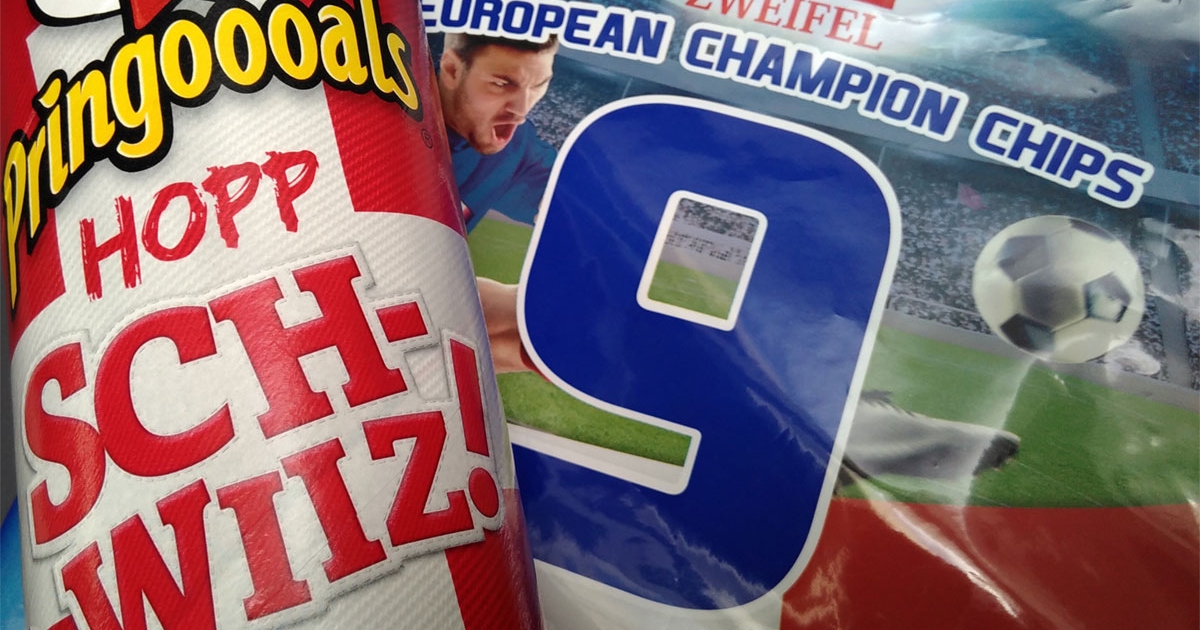 Pringoooals
HOPP
SCH-
WIIZ!
ZWEIFEL
EUROPEAN CHAMPION CHIPS
9